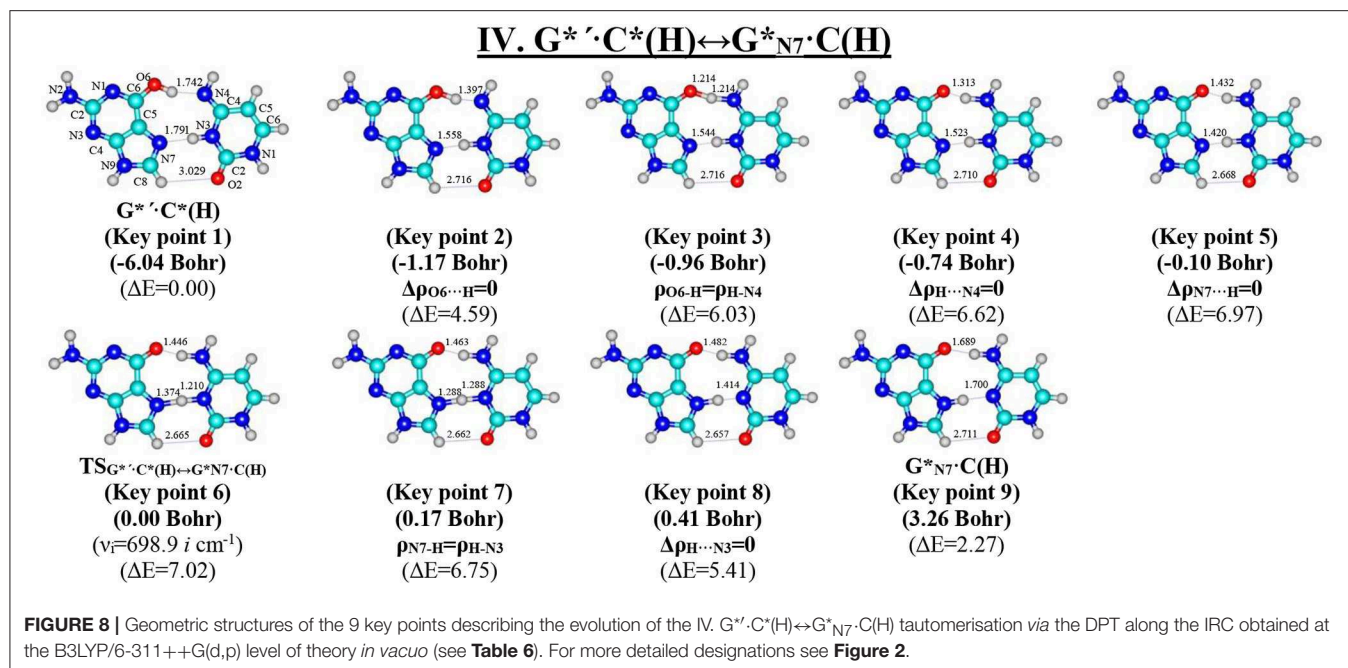 IV. G*´·C*(H)↔G*N7·C(H)
N2 N1 O6 C6 C2 C5 N3 C4 N7 N9 C8 1.742 N4 C4 C5 C6 N3 1.791 N1 C2 3.029 O2
G*´·C*(H)
(Key point 1)
(-6.04 Bohr)
(ΔE=0.00)
1.397
1.558
2.716
(Key point 2)
(-1.17 Bohr)
ΔρO6···H=0
(ΔE=4.59)
1.214
1.214
1.544
2.716
(Key point 3)
(-0.96 Bohr)
ρO6-H=ρH-N4
(ΔE=6.03)
1.313
1.523
2.710
(Key point 4)
(-0.74 Bohr)
ΔρH···N4=0
(ΔE=6.62)
1.432
1.420
2.668
(Key point 5)
(-0.10 Bohr)
ΔρN7···H=0
(ΔE=6.97)
1.446
1.210
1.374
2.665
TSG*´·C*(H)↔G*N7·C(H)
(Key point 6)
(0.00 Bohr)
(νi=698.9 i cm-1)
(ΔE=7.02)
1.463
1.288
1.288
2.662
(Key point 7)
(0.17 Bohr)
ρN7-H=ρH-N3
(ΔE=6.75)
1.482
1.414
2.657
(Key point 8)
(0.41 Bohr)
ΔρH···N3=0
(ΔE=5.41)
1.689
1.700
2.711
G*N7·C(H)
(Key point 9)
(3.26 Bohr)
(ΔE=2.27)
FIGURE 8 | Geometric structures of the 9 key points describing the evolution of the IV. G*′·C*(H)↔G*N7·C(H) tautomerisation via the DPT along the IRC obtained at
the B3LYP/6-311++G(d,p) level of theory in vacuo (see Table 6). For more detailed designations see Figure 2.